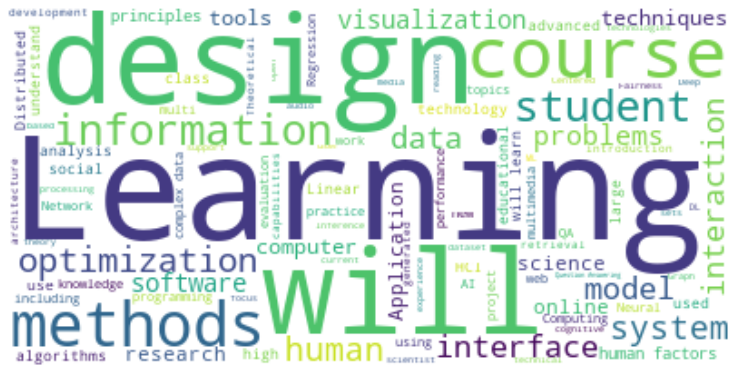 development
principles
tools
visualization
advanced
technologies
techniques
Distributed
understand
design
Regression
course
class
Theoretical
media
reading
topics
Centered
Fairness
Deep
multi
audio
technology
student
based
information
work
data
problems
interaction
architecture
analysis
social
complex data
support
evaluation
capabilities
Linear
performance
educational
will learn
introduction
processing
Network
practice
inference
Learning
multimedia
large
sets
DL
theory
computer
Application
generated
QA
retrieval
optimization
will
current
dataset
HCI
AI
science
web
Question Answering
graph
use
knowledge
software
experience
project
online
model
used
including
programming
focus
Computing
Neural
cognitive
methods
system
algorithms
research
high
human
using
scientist
interface
technical
human factors